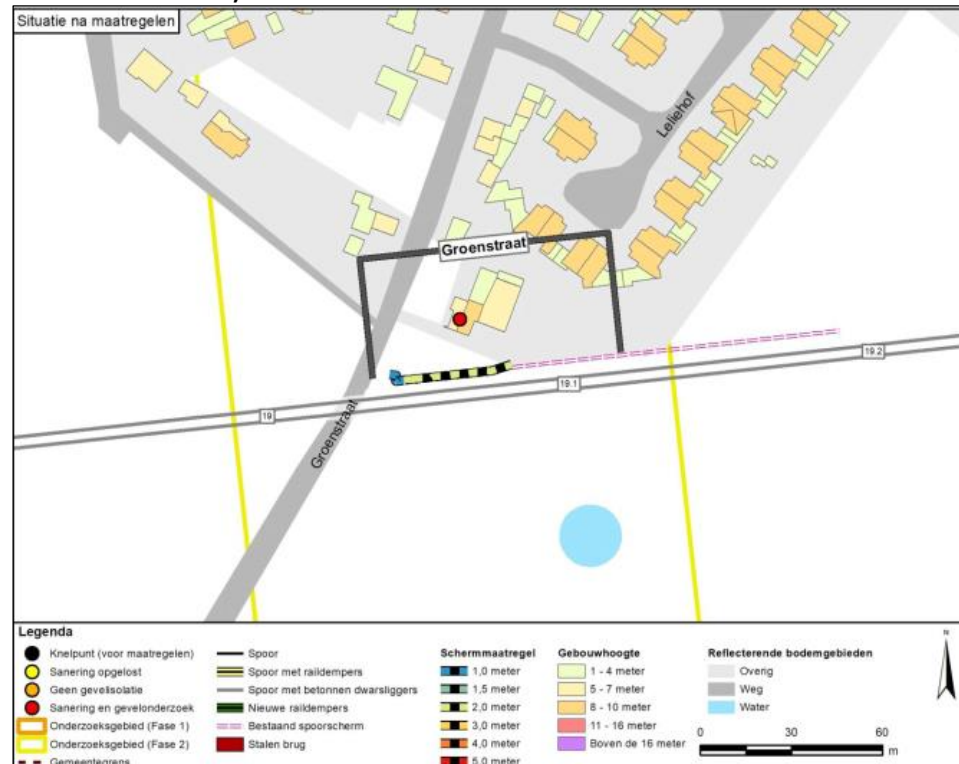 Situatie na maatregelen
Leliehof
Groenstraat
19.2
19.1
19
Groenstraat
Legenda
Knelpunt (voor maatregelen)
Sanering opgelost
Geen gevelisolatie
Sanering en gevelonderzoek
Onderzoeksgebied (Fase 1)
Onderzoeksgebied (Fase 2)
Gemeentegrens
Spoor
Spoor met raildempers
Spoor met betonnen dwarsliggers
Nieuwe raildempers
Bestaand spoorscherm
Stalen brug
Schermmaatregel
1,0 meter
1,5 meter
2,0 meter
3,0 meter
4,0 meter
5,0 meter
Gebouwhoogte
1 - 4 meter
5 - 7 meter
8 - 10 meter
11 - 16 meter
Boven de 16 meter
Reflecterende bodemgebieden
Overig
Weg
Water
N
0 30 60
m